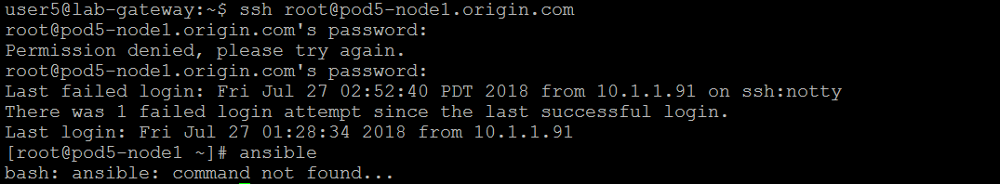 user5@lab-gateway:~$ ssh root@pod5-node1.origin.com
root@pod5-node1.origin.com's password:
Permission denied, please try again.
root@pod5-node1.origin.com's password:
Last failed login: Fri Jul 27 02:52:40 PDT 2018 from 10.1.1.91 on ssh:notty
There was 1 failed login attempt since the last successful login.
Last login: Fri Jul 27 01:28:34 2018 from 10.1.1.91
[root@pod5-node1 ~]# ansible
bash: ansible: command not found...